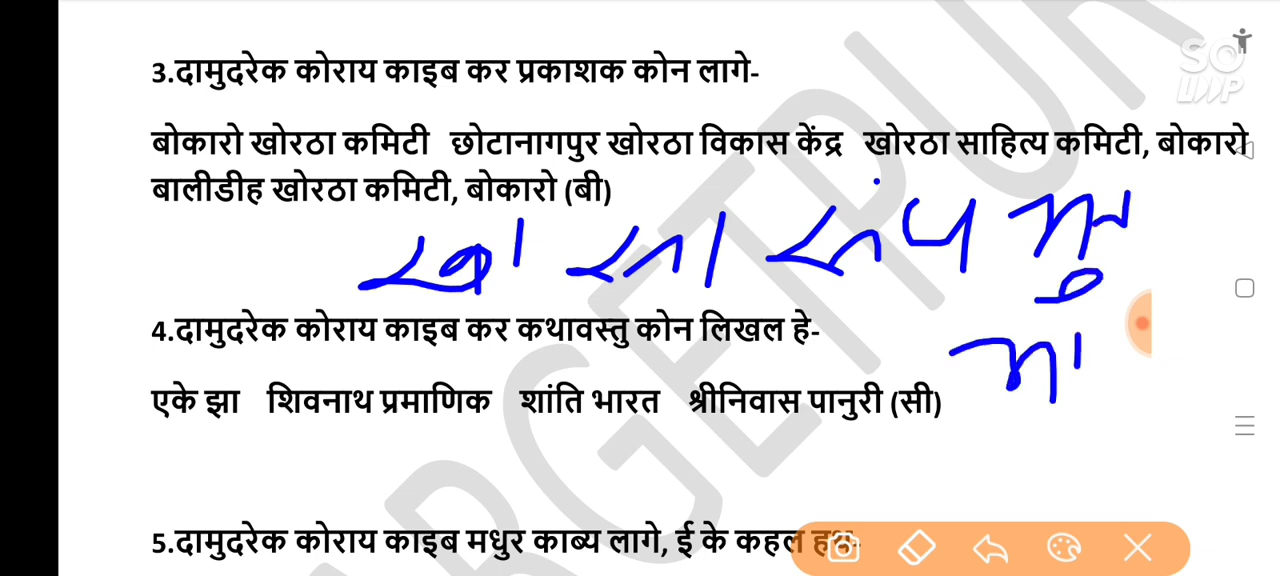 3.दामुदरेक कोराय काइब कर प्रकाशक कोन लागे-
बोकारो खोरठा कमिटी छोटानागपुर खोरठा विकास केंद्र खोरठा साहित्य कमिटी, बोकारो
बालीडीह खोरठा कमिटी, बोकारो (बी)
4.दामुदरेक कोराय काइब कर कथावस्तु कोन लिखल हे-
एके झा शिवनाथ प्रमाणिक शांति भारत श्रीनिवास पानुरी (सी)
5.दामुदरेक कोराय काइब मधुर काब्य लागे, ई के कहल